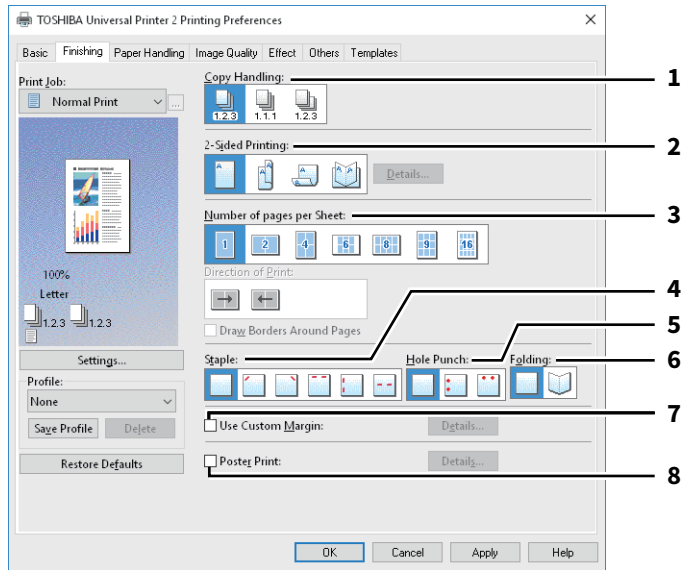 TOSHIBA Universal Printer 2 Printing Preferences
Basic Finishing Paper Handling Image Quality Effect Others Templates
Print Job:
Normal Print
...
100%
Letter
1.2.3 1.2.3
Settings...
Profile:
None
Save Profile Delete
Restore Defaults
Copy Handling: 1
1.2.3 1.1.1 1.2.3
2-Sided Printing: 2
A A A A A
Details...
Number of pages per Sheet: 3
1 2 4 6 8 9 16
Direction of Print:
Draw Borders Around Pages
4
5
Staple: Hole Punch: Folding: 6
7
Use Custom Margin: Details...
Poster Print: Details...
8
OK Cancel Apply Help